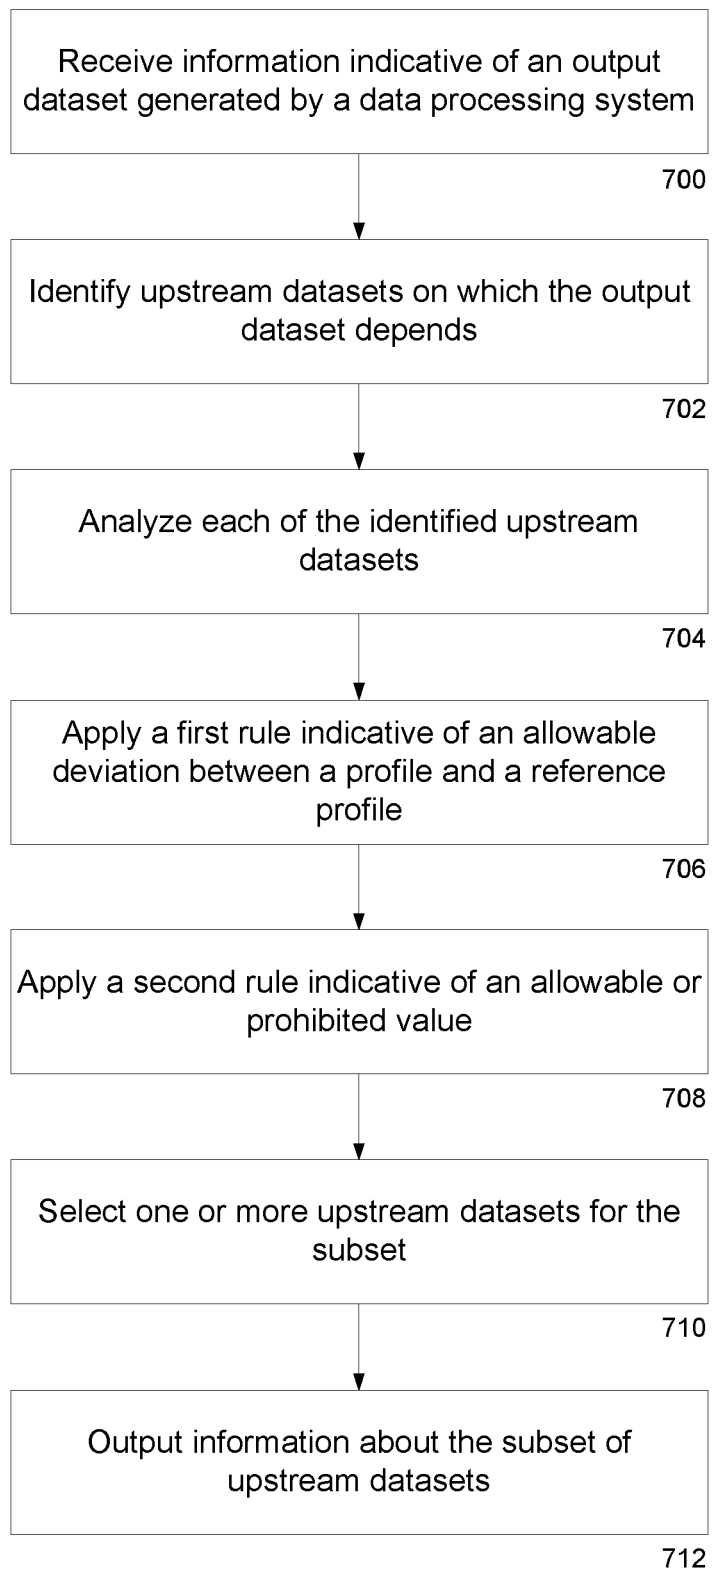 Receive information indicative of an output
dataset generated by a data processing system
700
Identify upstream datasets on which the output
dataset depends
702
Analyze each of the identified upstream
datasets
704
Apply a first rule indicative of an allowable
deviation between a profile and a reference
profile
706
Apply a second rule indicative of an allowable or
prohibited value
708
Select one or more upstream datasets for the
subset
710
Output information about the subset of
upstream datasets
712